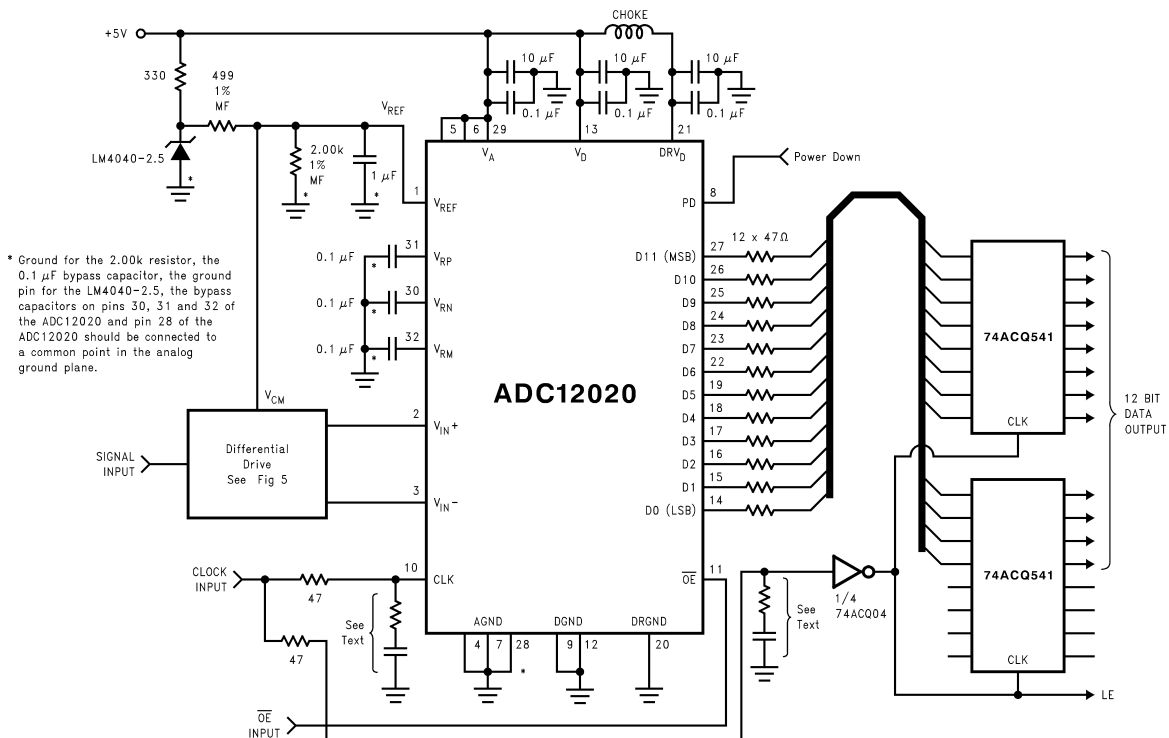 CHOKE
+5V
10 μF
10 μF
10 μF
330
499
1%
MF
0.1 μF
0.1 μF
0.1 μF
V_REF
5
6
29
13
21
V_A
V_D
DRV_D
LM4040-2.5
*
2.00k
1%
MF
*
1 μF
*
Power Down
8
PD
1
V_REF
* Ground for the 2.00k resistor, the
0.1 μF bypass capacitor, the ground
pin for the LM4040-2.5, the bypass
capacitors on pins 30, 31 and 32 of
the ADC12020 and pin 28 of the
ADC12020 should be connected to
a common point in the analog
ground plane.
0.1 μF
*
31
V_RP
0.1 μF
*
30
V_RN
0.1 μF
*
32
V_RM
12 x 47Ω
D11 (MSB)
27
D10
26
D9
25
D8
24
D7
23
D6
22
D5
19
D4
18
D3
17
D2
16
D1
15
D0 (LSB)
14
ADC12020
74ACQ541
CLK
12 BIT
DATA
OUTPUT
V_CM
2
V_IN+
SIGNAL
INPUT
Differential
Drive
See Fig 5
3
V_IN-
CLOCK
INPUT
47
10
CLK
47
See
Text
OE
11
1/4
74ACQ04
See
Text
74ACQ541
CLK
AGND
DGND
DRGND
4
7
28
*
9
12
20
LE
OE
INPUT